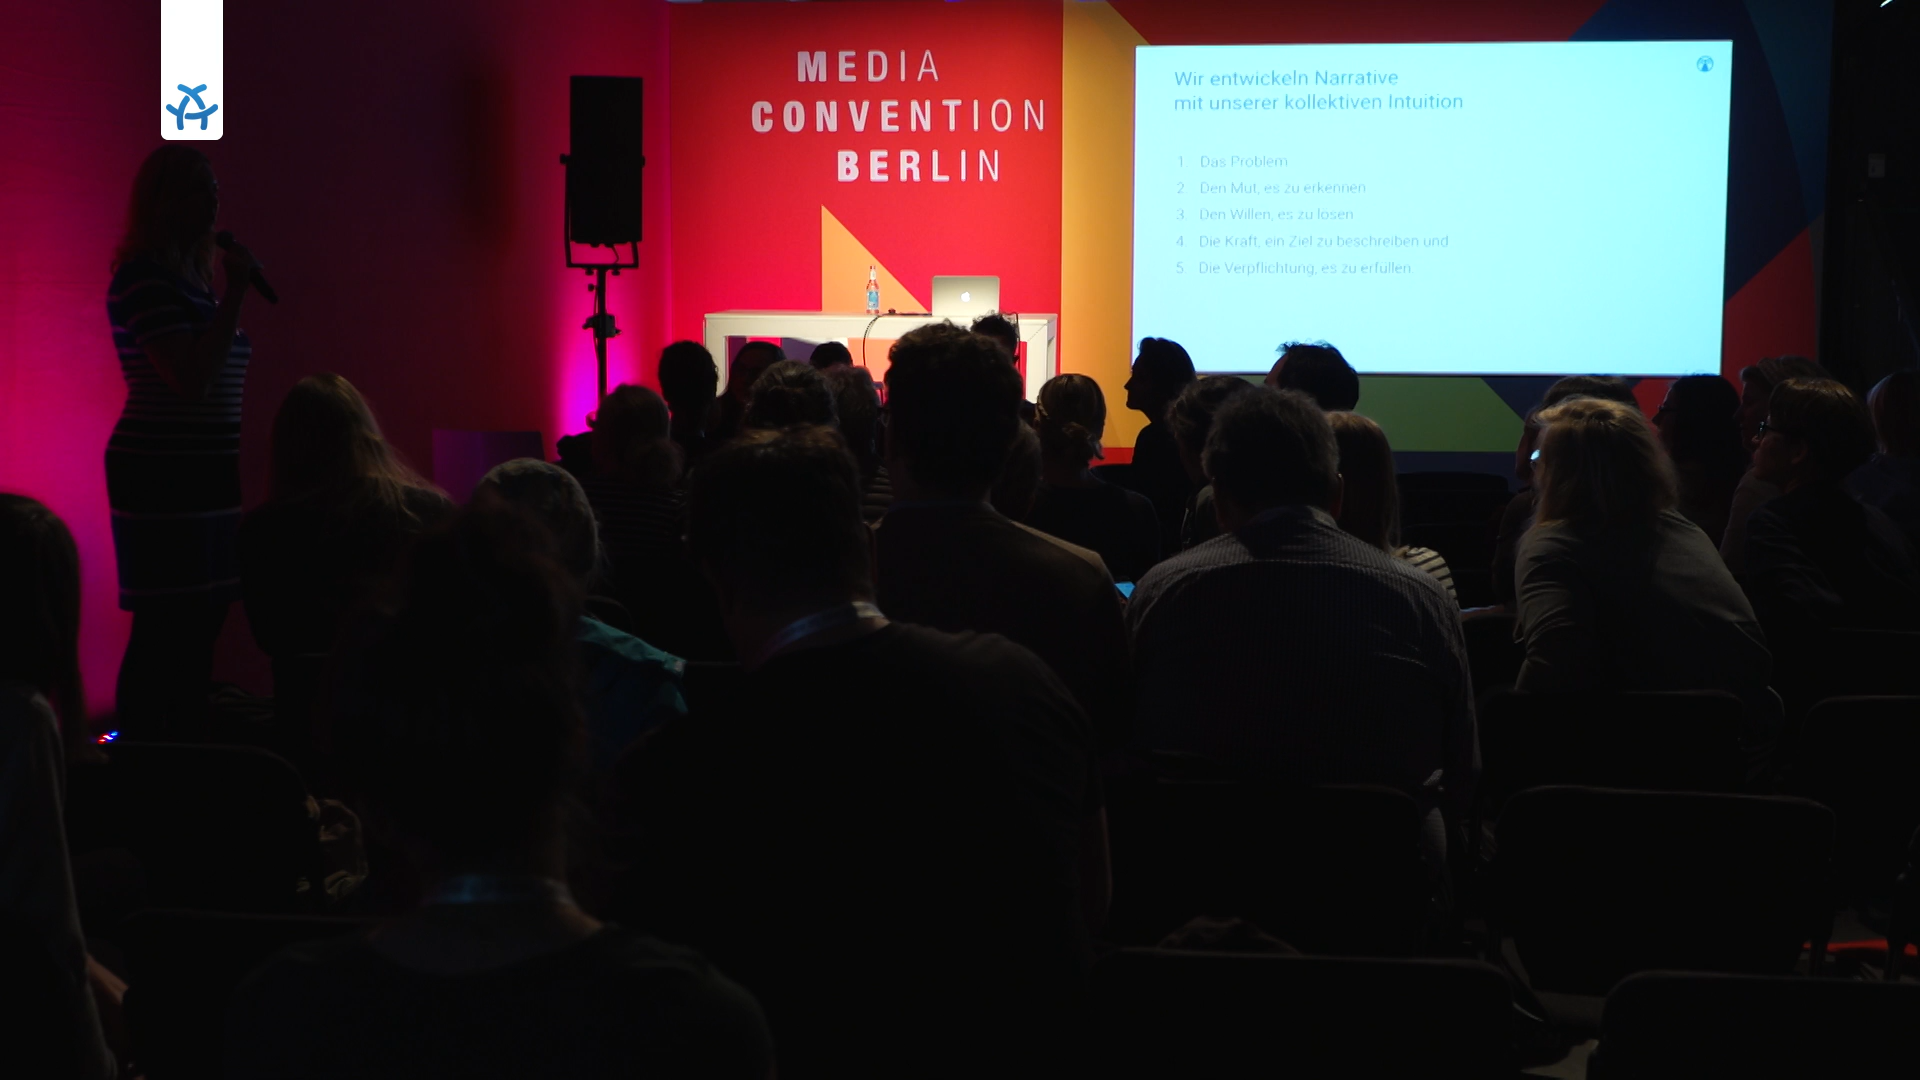 MEDIA
CONVENTION
BERLIN
Wir entwickeln Narrative
mit unserer kollektiven Intuition
1 Das Problem
2. Den Mut, es zu erkennen
3. Den Willen, es zu lösen
4. Die Kraft, ein Ziel zu beschreiben und
5. Die Verpflichtung, es zu erfüllen.